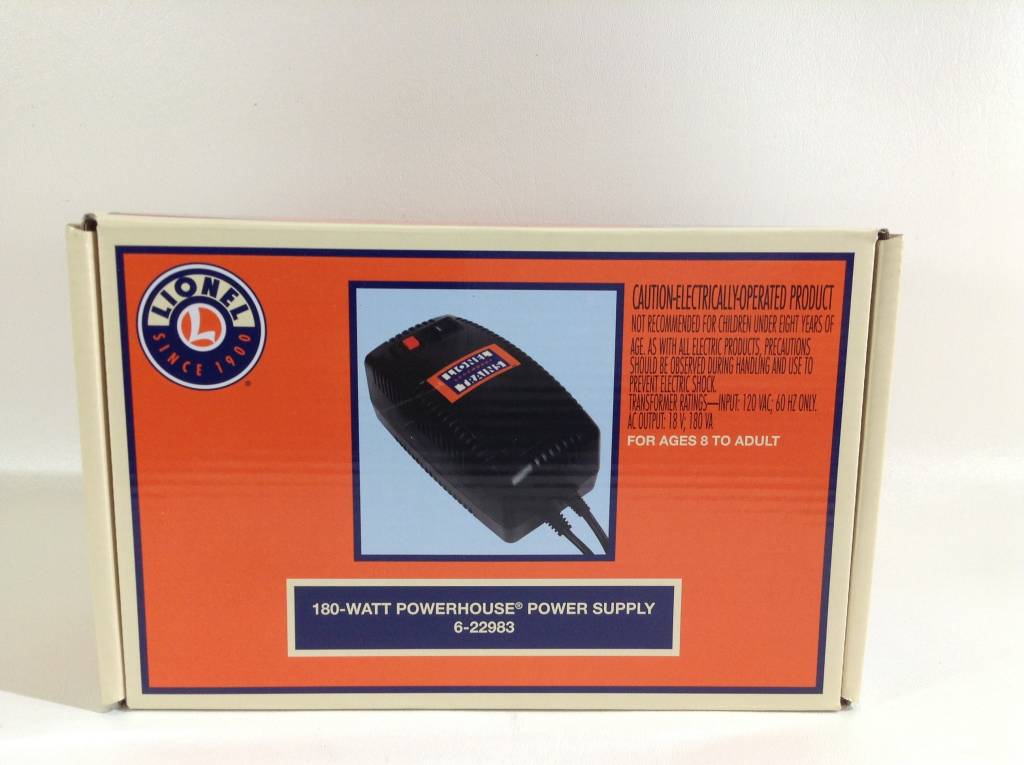 LIONEL
L
SINCE 1900
®
LIONEL
TRAINS
CAUTION-ELECTRICALLY-OPERATED PRODUCT
NOT RECOMMENDED FOR CHILDREN UNDER EIGHT YEARS OF
AGE. AS WITH ALL ELECTRIC PRODUCTS, PRECAUTIONS
SHOULD BE OBSERVED DURING HANDLING AND USE TO
PREVENT ELECTRIC SHOCK.
TRANSFORMER RATINGS—INPUT: 120 VAC; 60 HZ ONLY.
AC OUTPUT: 18 V; 180 VA
FOR AGES 8 TO ADULT
180-WATT POWERHOUSE® POWER SUPPLY
6-22983